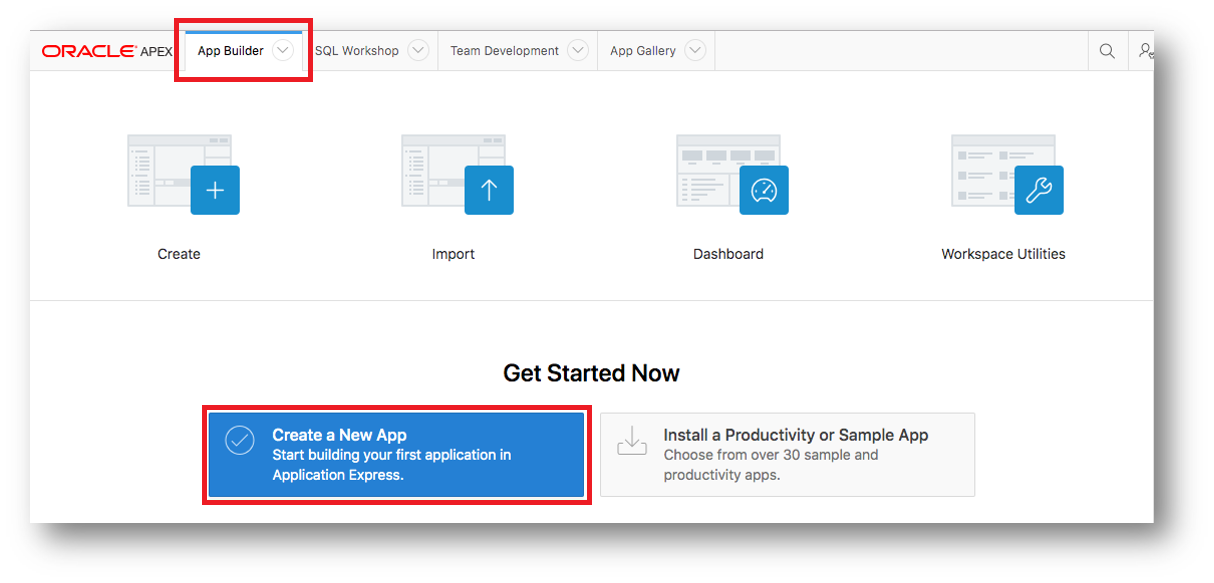 ORACLE APEX App Builder SQL Workshop Team Development App Gallery
Create Import Dashboard Workspace Utilities
Get Started Now
Create a New App
Start building your first application in
Application Express.
Install a Productivity or Sample App
Choose from over 30 sample and
productivity apps.